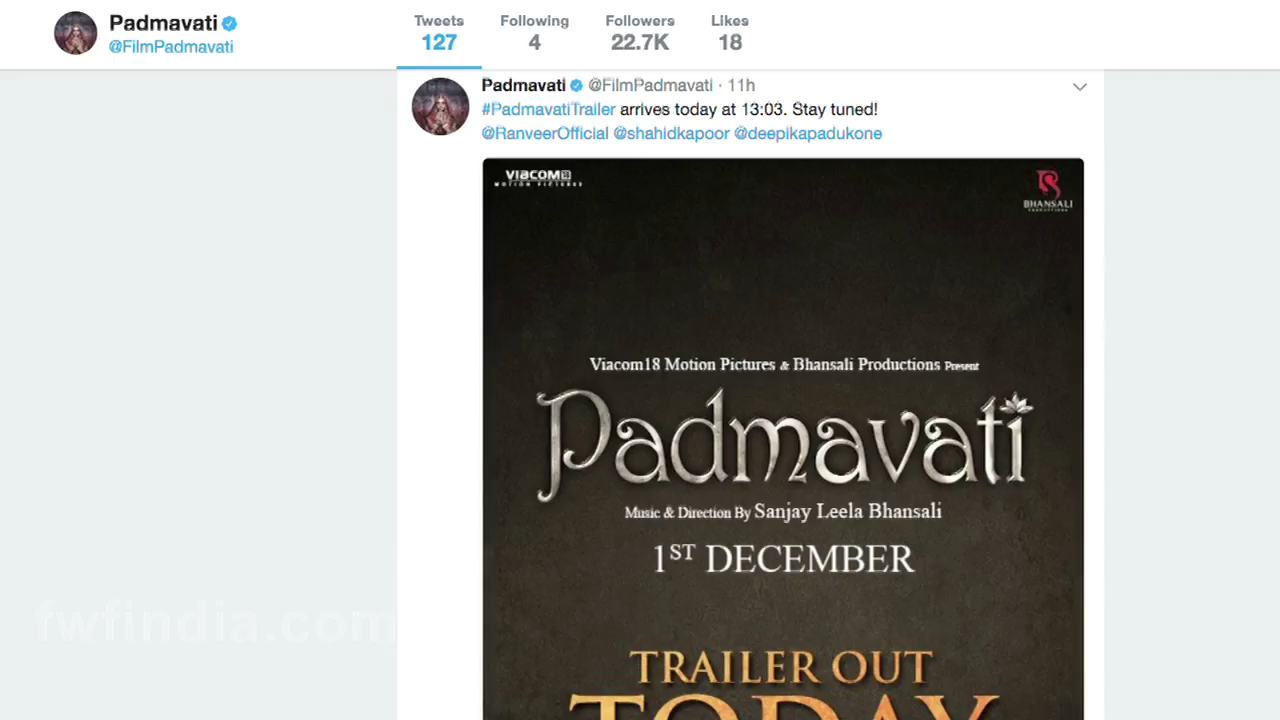 Padmavati
@FilmPadmavati
Tweets
127
Following
4
Followers
22.7K
Likes
18
Padmavati @FilmPadmavati · 11h
#PadmavatiTrailer arrives today at 13:03. Stay tuned!
@RanveerOfficial @shahidkapoor @deepikapadukone
VIACOM18
MOTION PICTURES
BHANSALI
PRODUCTIONS
Viacom18 Motion Pictures & Bhansali Productions Present
Padmavati
Music & Direction By Sanjay Leela Bhansali
1ST DECEMBER
TRAILER OUT
TODAY
fwfindia.com